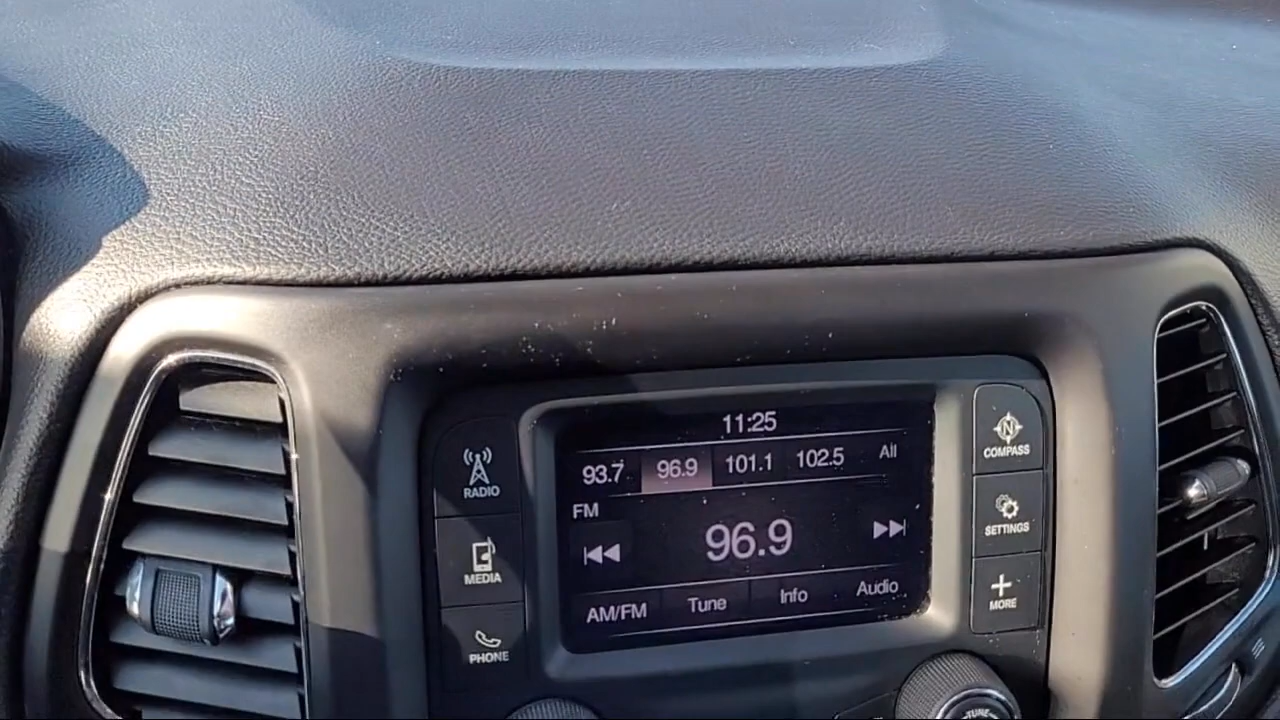 11:25
93.7 96.9 101.1 102.5 All
FM
96.9
AM/FM Tune Info Audio
RADIO
MEDIA
PHONE
N
COMPASS
SETTINGS
MORE
TUNE